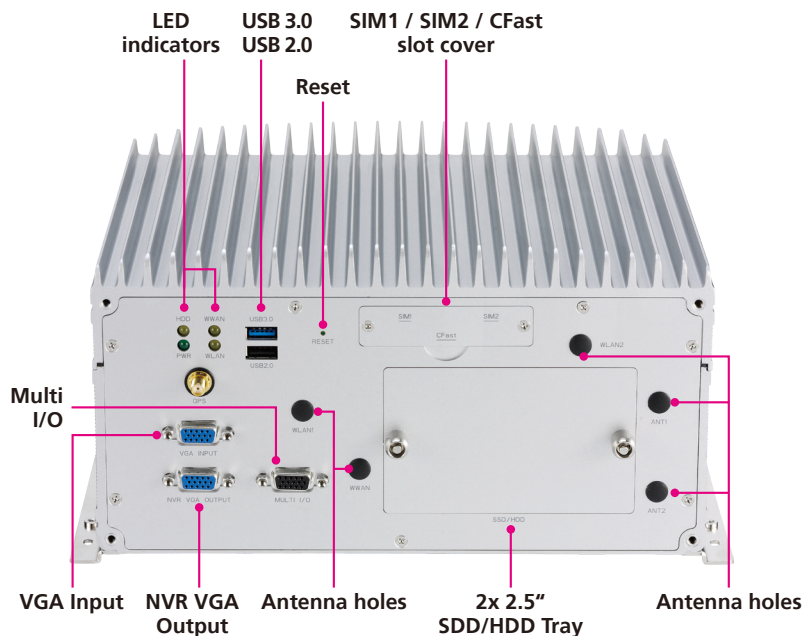 LED
indicators
USB 3.0
USB 2.0
SIM1 / SIM2 / CFast
slot cover
Reset
HDD
WWAN
USB3.0
SIM1
SIM2
CFast
RESET
PWR
WLAN
USB2.0
WLAN2
GPS
Multi
I/O
WLAN1
ANT1
VGA INPUT
WWAN
NVR VGA OUTPUT
MULTI I/O
ANT2
SSD/HDD
VGA Input
NVR VGA
Output
Antenna holes
2x 2.5“
SDD/HDD Tray
Antenna holes